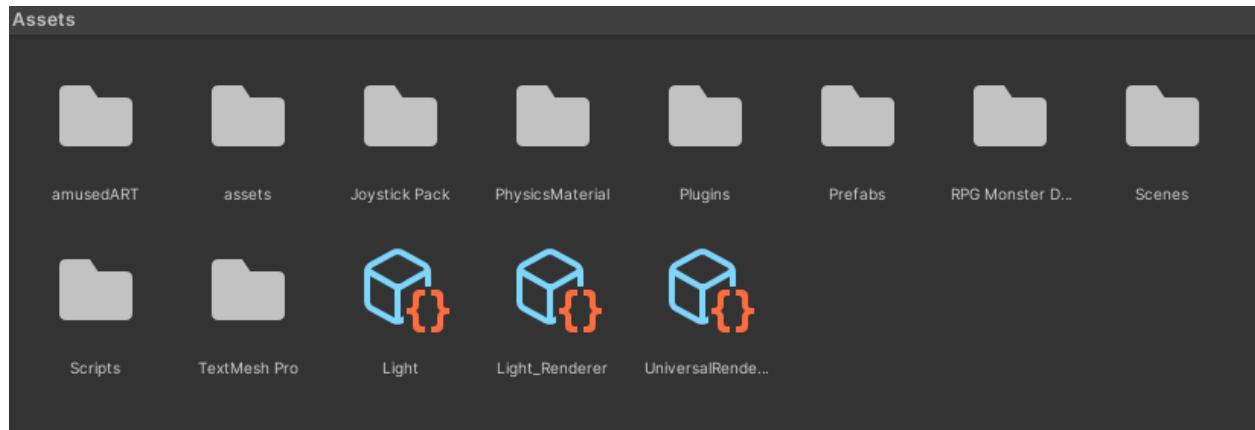 Assets
amusedART assets Joystick Pack PhysicsMaterial Plugins Prefabs RPG Monster D... Scenes
Scripts TextMesh Pro Light Light_Renderer UniversalRende...